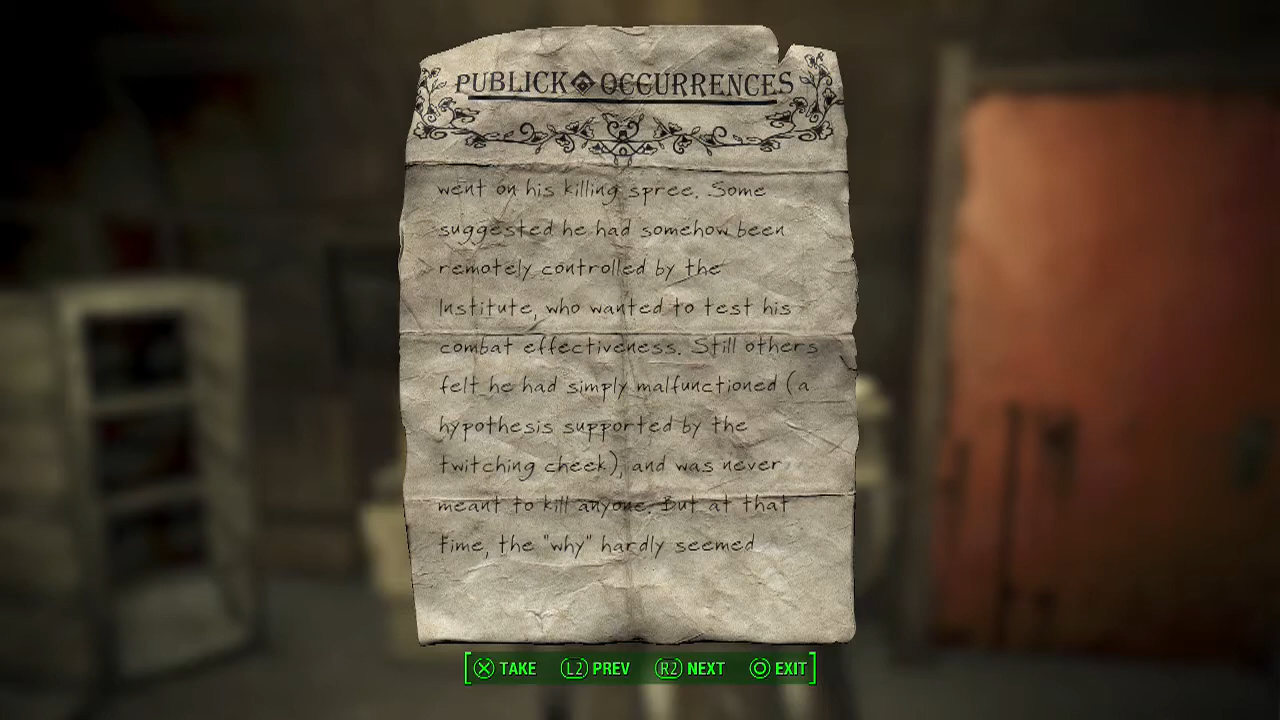 PUBLICK OCCURRENCES
went on his killing spree. Some
suggested he had somehow been
remotely controlled by the
Institute, who wanted to test his
combat effectiveness. Still others
felt he had simply malfunctioned (a
hypothesis supported by the
twitching cheek), and was never
meant to kill anyone. But at that
time, the "why" hardly seemed
[Ⓧ TAKE L2 PREV R2 NEXT Ⓞ EXIT]